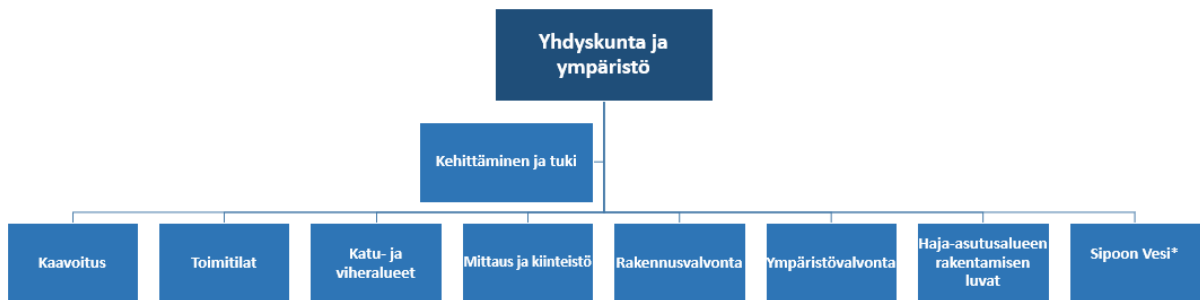 Yhdyskunta ja
ympäristö
Kehittäminen ja tuki
Kaavoitus
Toimitilat
Katu- ja
viheralueet
Mittaus ja kiinteistö
Rakennusvalvonta
Ympäristövalvonta
Haja-asutusalueen
rakentamisen
luvat
Sipoon Vesi*